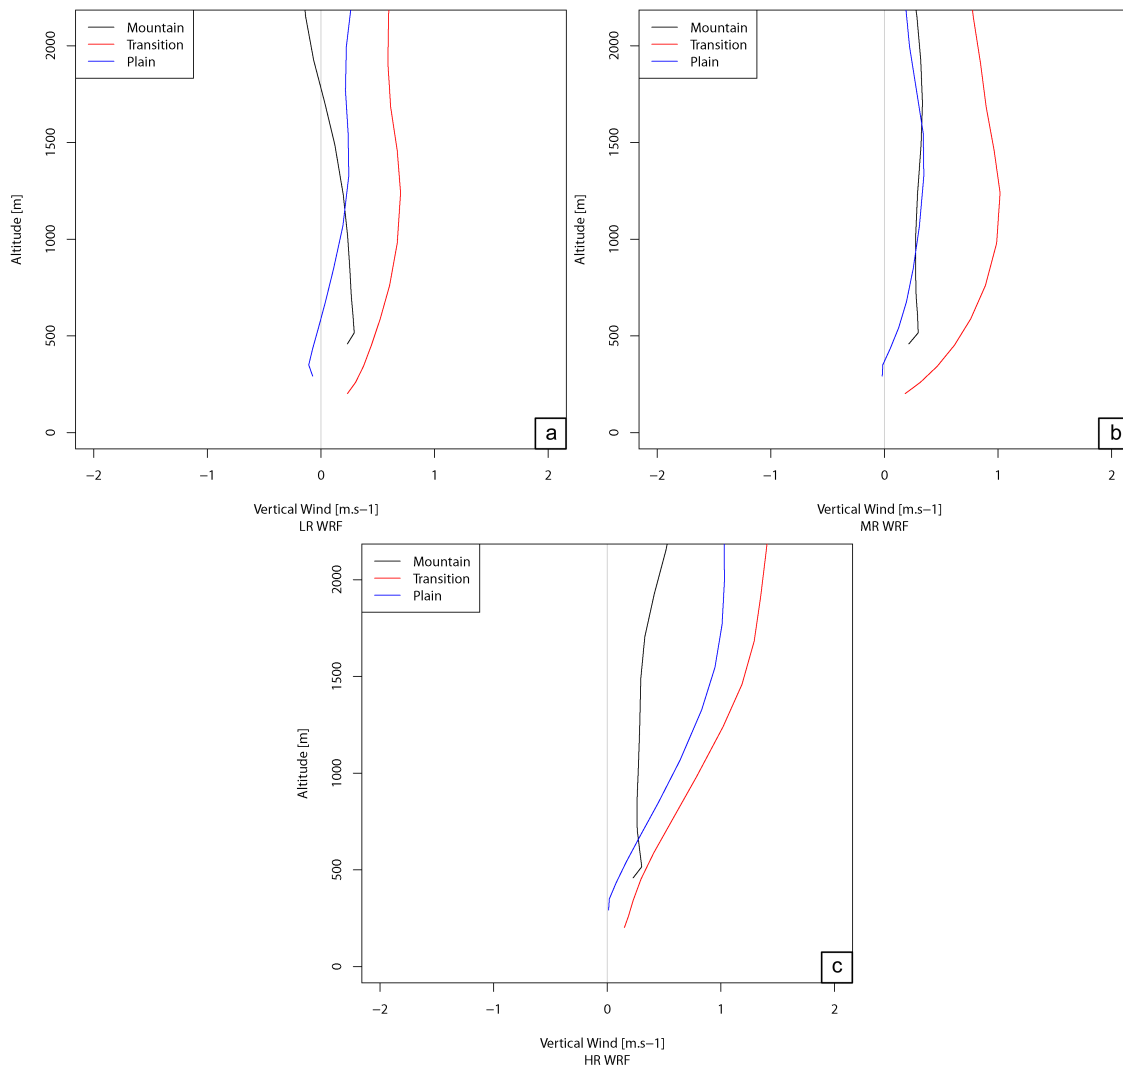 Mountain
Transition
Plain
2000
1500
1000
500
0
Altitude [m]
a
−2
−1
0
1
2
Vertical Wind [m.s−1]
LR WRF
Mountain
Transition
Plain
2000
1500
1000
500
0
Altitude [m]
b
−2
−1
0
1
2
Vertical Wind [m.s−1]
MR WRF
Mountain
Transition
Plain
2000
1500
1000
500
0
Altitude [m]
c
−2
−1
0
1
2
Vertical Wind [m.s−1]
HR WRF